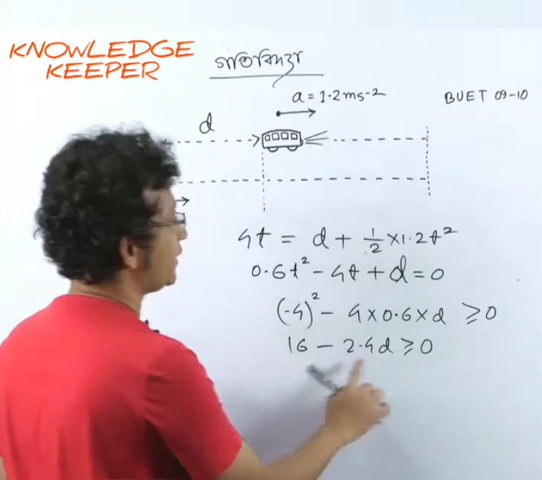 KNOWLEDGE
KEEPER
গতিবিদ্যা
a = 1.2 ms-2
BUET 09-10
d
4t = d + 1/2 × 1.2t²
0.6t² - 4t + d = 0
(-4)² - 4×0.6×d ≥ 0
16 - 2.4d ≥ 0